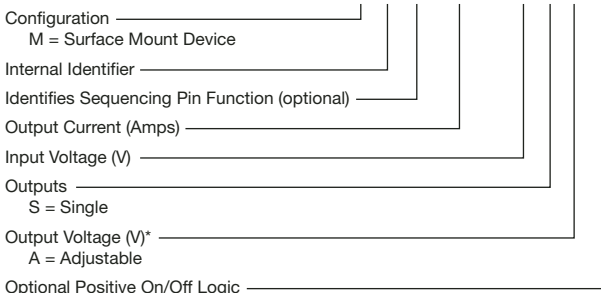 Configuration
M = Surface Mount Device
Internal Identifier
Identifies Sequencing Pin Function (optional)
Output Current (Amps)
Input Voltage (V)
Outputs
S = Single
Output Voltage (V)*
A = Adjustable
Optional Positive On/Off Logic